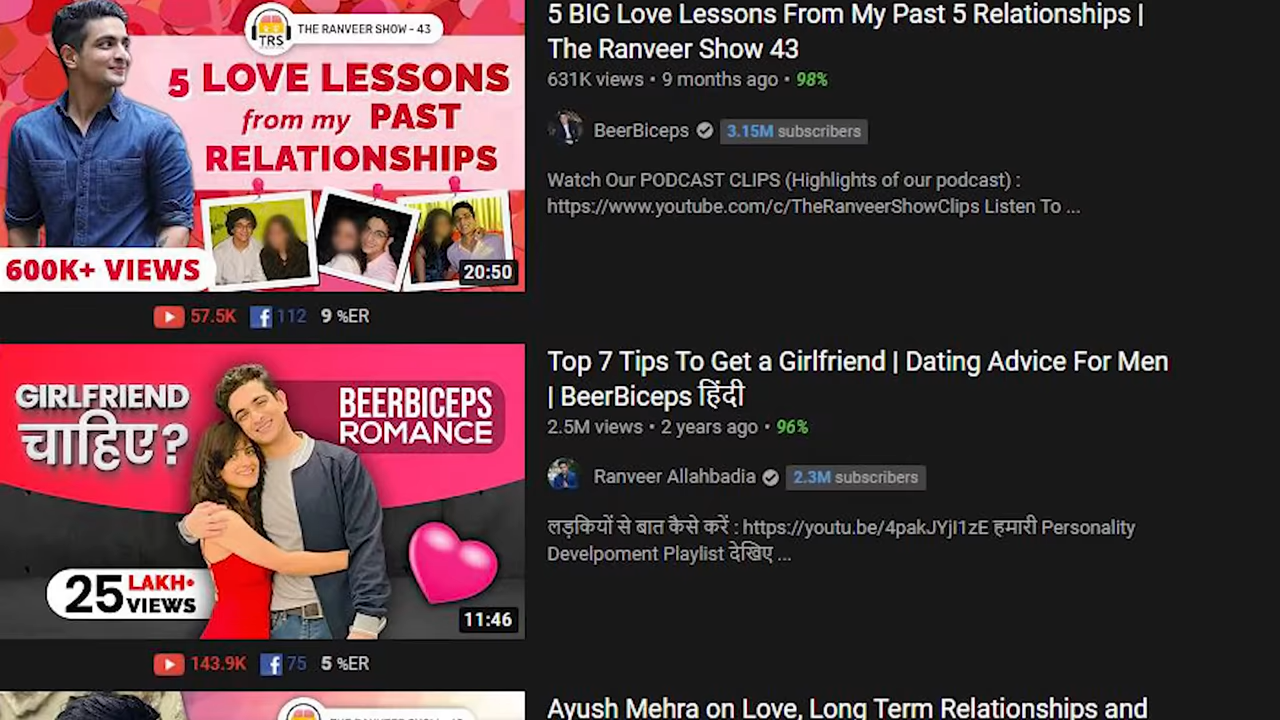 TRS
THE RANVEER SHOW - 43
5 LOVE LESSONS
from my PAST
RELATIONSHIPS
600K+ VIEWS
20:50
57.5K 112 9 %ER
5 BIG Love Lessons From My Past 5 Relationships |
The Ranveer Show 43
631K views • 9 months ago • 98%
BeerBiceps 3.15M subscribers
Watch Our PODCAST CLIPS (Highlights of our podcast) :
https://www.youtube.com/c/TheRanveerShowClips Listen To ...
GIRLFRIEND
चाहिए?
BEERBICEPS
ROMANCE
25 LAKH+
VIEWS
11:46
143.9K 75 5 %ER
Top 7 Tips To Get a Girlfriend | Dating Advice For Men
| BeerBiceps हिंदी
2.5M views • 2 years ago • 96%
Ranveer Allahbadia 2.3M subscribers
लड़कियों से बात कैसे करें : https://youtu.be/4pakJYjI1zE हमारी Personality
Develpoment Playlist देखिए ...
Ayush Mehra on Love, Long Term Relationships and